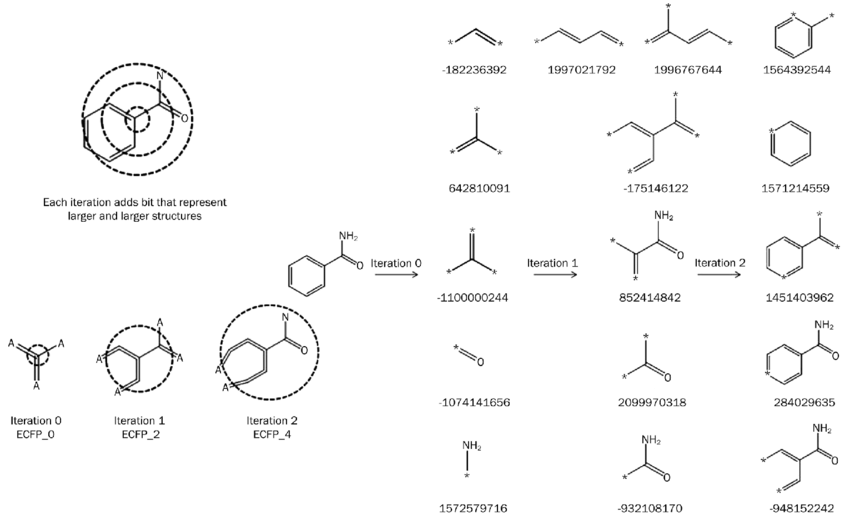 N
O
Each iteration adds bit that represent
larger and larger structures
* * * * * * * * *
-182236392 1997021792 1996767644 1564392544
* * * * * * * *
642810091 -175146122 1571214559
NH₂
O
Iteration 0
* * *
-1100000244
Iteration 1
NH₂
* O
*
852414842
Iteration 2
* * *
1451403962
A A
A
Iteration 0
ECFP_0
A
A A
A
Iteration 1
ECFP_2
N
O
A
A
Iteration 2
ECFP_4
* O
-1074141656
* * O
2099970318
NH₂
O
*
284029635
NH₂
*
1572579716
NH₂
* O
-932108170
NH₂
* O
*
-948152242